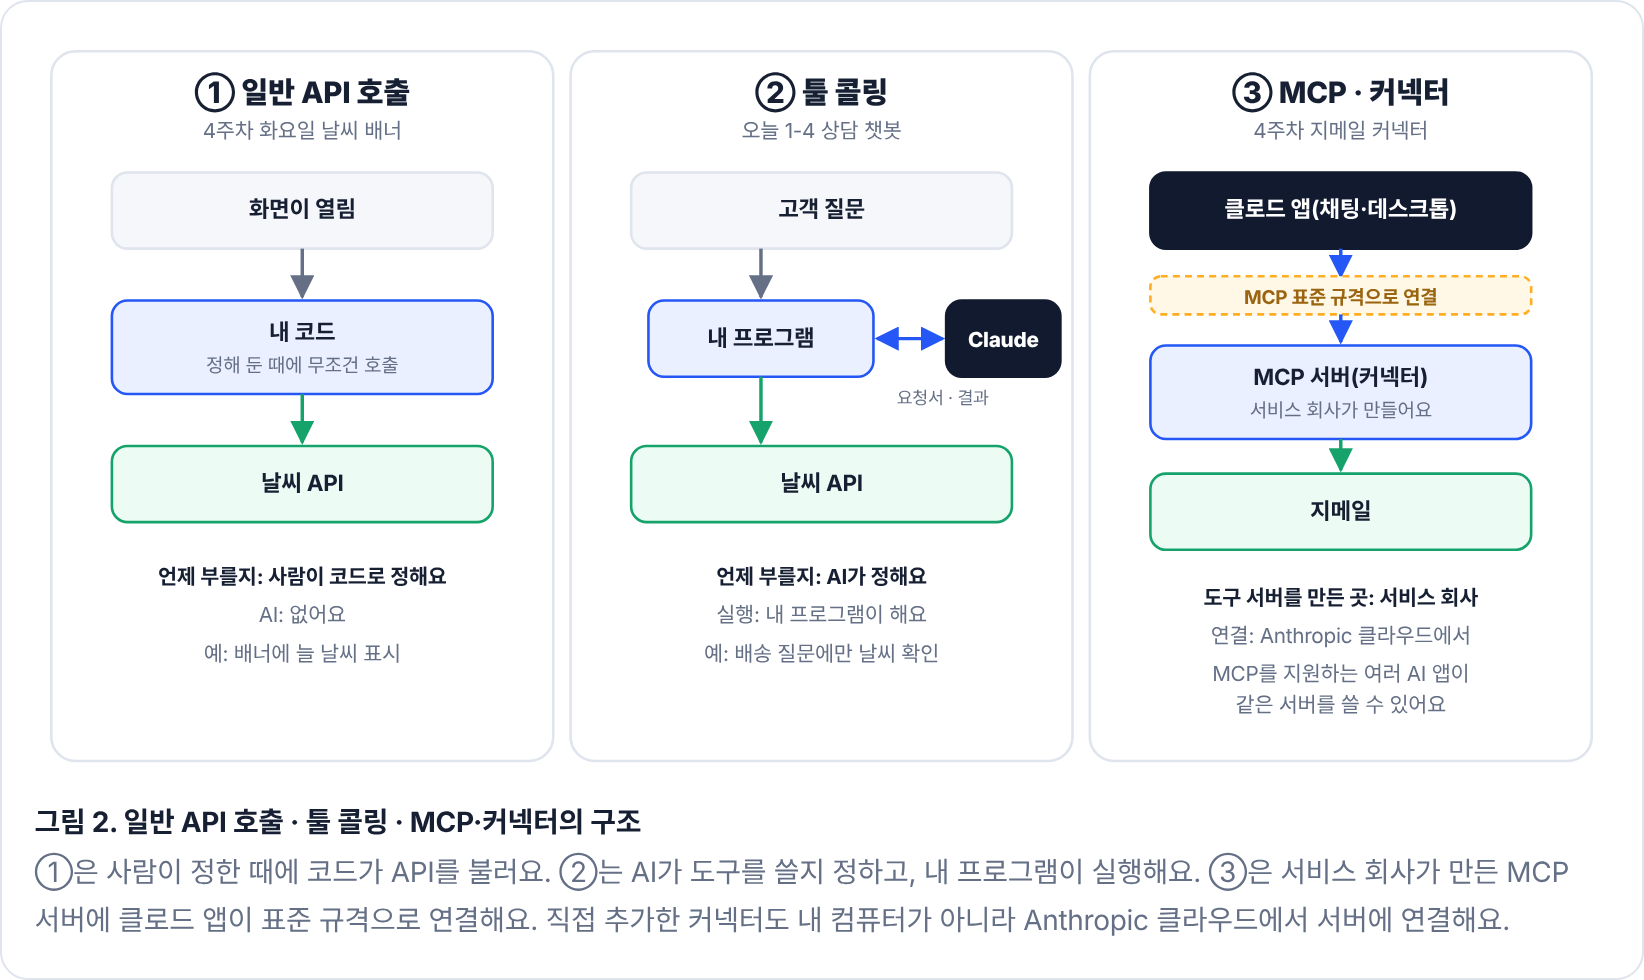 ① 일반 API 호출
4주차 화요일 날씨 배너
화면이 열림
내 코드
정해 둔 때에 무조건 호출
날씨 API
언제 부를지: 사람이 코드로 정해요
AI: 없어요
예: 배너에 늘 날씨 표시
② 툴 콜링
오늘 1-4 상담 챗봇
고객 질문
내 프로그램
Claude
요청서 · 결과
날씨 API
언제 부를지: AI가 정해요
실행: 내 프로그램이 해요
예: 배송 질문에만 날씨 확인
③ MCP · 커넥터
4주차 지메일 커넥터
클로드 앱(채팅·데스크톱)
MCP 표준 규격으로 연결
MCP 서버(커넥터)
서비스 회사가 만들어요
지메일
도구 서버를 만든 곳: 서비스 회사
연결: Anthropic 클라우드에서
MCP를 지원하는 여러 AI 앱이
같은 서버를 쓸 수 있어요
그림 2. 일반 API 호출 · 툴 콜링 · MCP·커넥터의 구조
①은 사람이 정한 때에 코드가 API를 불러요. ②는 AI가 도구를 쓸지 정하고, 내 프로그램이 실행해요. ③은 서비스 회사가 만든 MCP
서버에 클로드 앱이 표준 규격으로 연결해요. 직접 추가한 커넥터도 내 컴퓨터가 아니라 Anthropic 클라우드에서 서버에 연결해요.